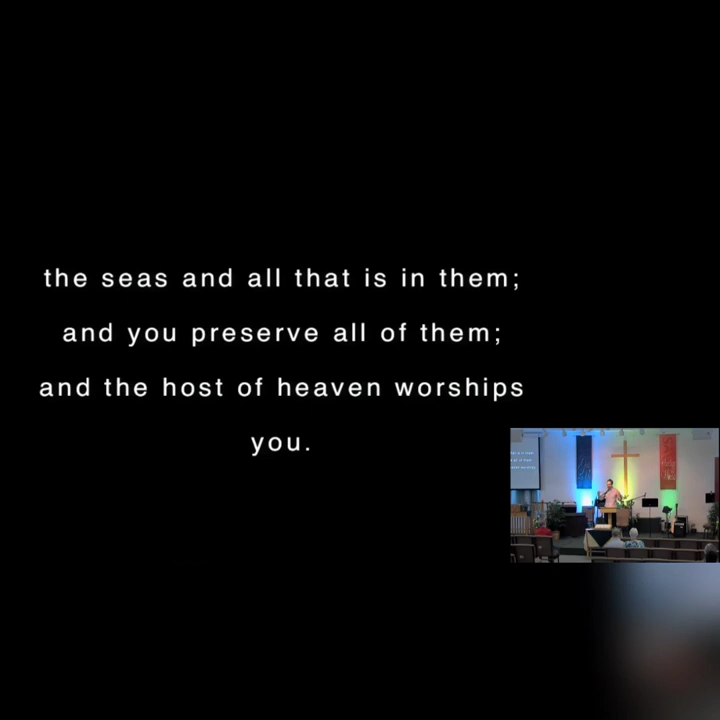 the seas and all that is in them;
and you preserve all of them;
and the host of heaven worships
you.